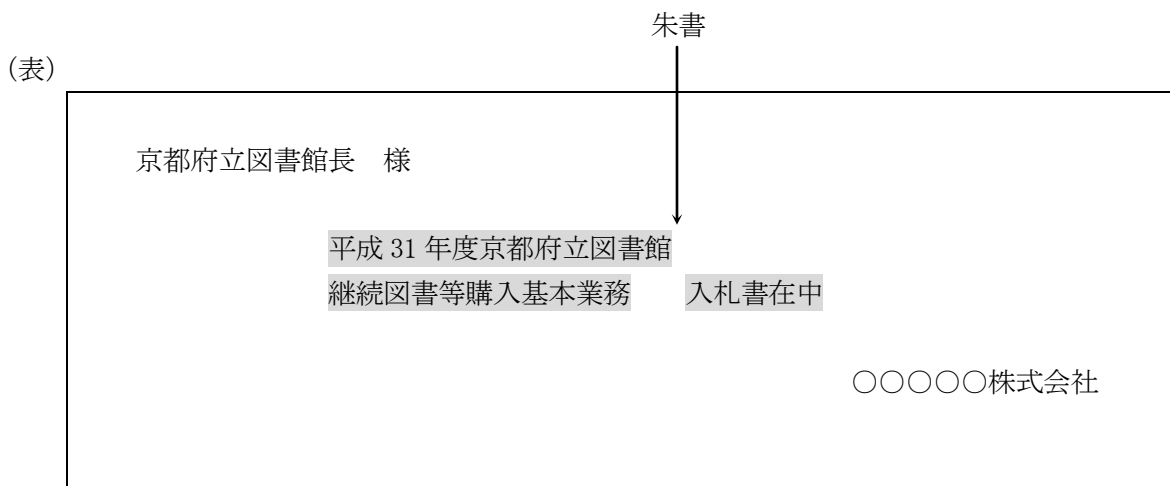 朱書
（表）
京都府立図書館長　様
平成 31 年度京都府立図書館
継続図書等購入基本業務　　入札書在中
○○○○○株式会社